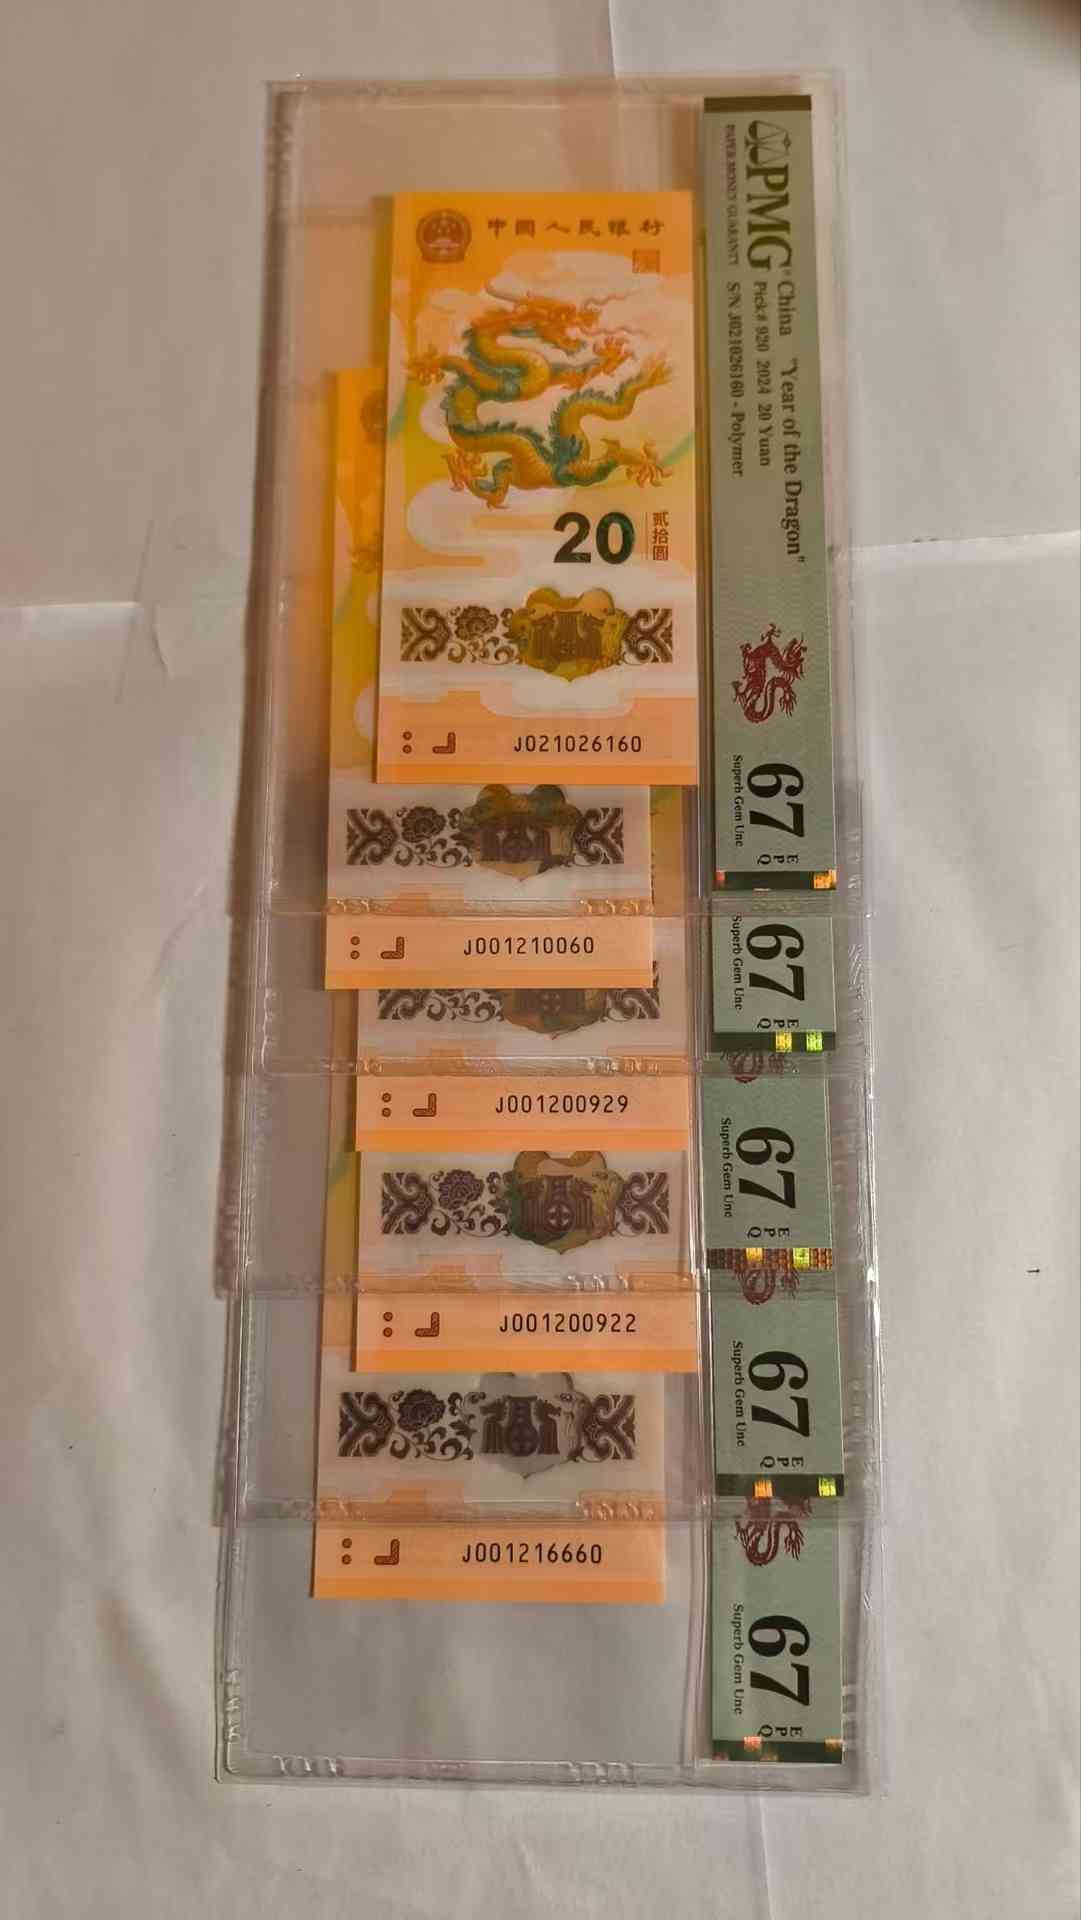 中國人民银行
20
贰拾圆
J021026160
J001210060
J001200929
J001200922
J001216660
PMG
PAPER MONEY GUARANTY
China "Year of the Dragon"
Pick# 920 2024 20 Yuan
S/N J021026160 - Polymer
67 EPQ
Superb Gem Unc
67 EPQ
Superb Gem Unc
67 EPQ
Superb Gem Unc
67 EPQ
Superb Gem Unc
67 EPQ
Superb Gem Unc